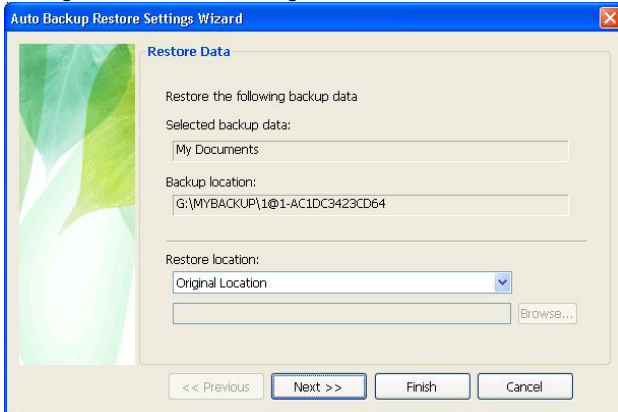 Auto Backup Restore Settings Wizard
Restore Data
Restore the following backup data
Selected backup data:
My Documents
Backup location:
G:\MYBACKUP\1@1-AC1DC3423CD64
Restore location:
Original Location
Browse...
<< Previous
Next >>
Finish
Cancel